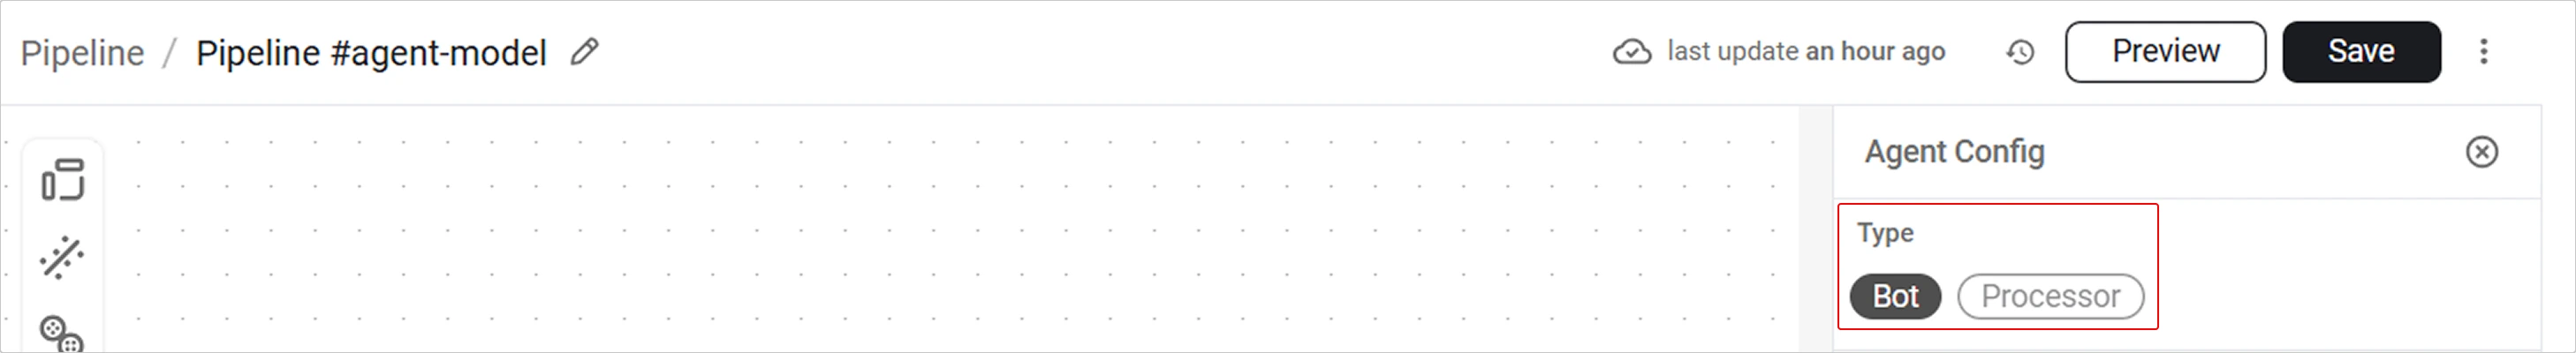 Pipeline / Pipeline #agent-model
last update an hour ago
Preview
Save
Agent Config
Type
Bot
Processor